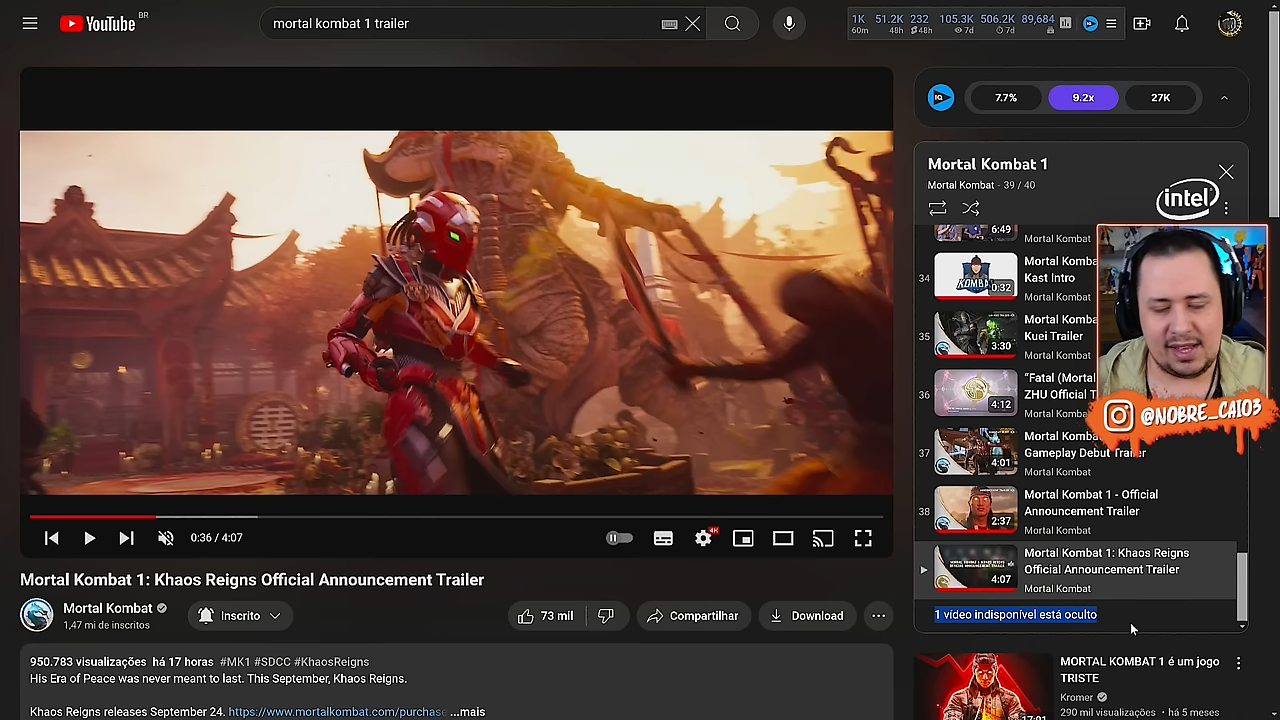 YouTube BR
mortal kombat 1 trailer
1K 51.2K 232 105.3K 506.2K 89,684
60m 48h 48h 7d 7d
7.7% 9.2x 27K
Mortal Kombat 1
Mortal Kombat - 39 / 40
intel
6:49
Mortal Kombat
34
0:32
Kast Intro
Mortal Kombat
35
3:30
Kuei Trailer
Mortal Kombat
36
4:12
"Fatal (Mortal
ZHU Official T
Mortal Kombat
@NOBRE_CAIO3
37
4:01
Gameplay Debut Trailer
Mortal Kombat
38
2:37
Mortal Kombat 1 - Official
Announcement Trailer
Mortal Kombat
4:07
Mortal Kombat 1: Khaos Reigns
Official Announcement Trailer
Mortal Kombat
1 vídeo indisponível está oculto
0:36 / 4:07
4K
Mortal Kombat 1: Khaos Reigns Official Announcement Trailer
Mortal Kombat
1,47 mi de inscritos
Inscrito
73 mil
Compartilhar
Download
950.783 visualizações há 17 horas #MK1 #SDCC #KhaosReigns
His Era of Peace was never meant to last. This September, Khaos Reigns.
Khaos Reigns releases September 24. https://www.mortalkombat.com/purchase ...mais
MORTAL KOMBAT 1 é um jogo
TRISTE
Kromer
290 mil visualizações • há 5 meses
17:01